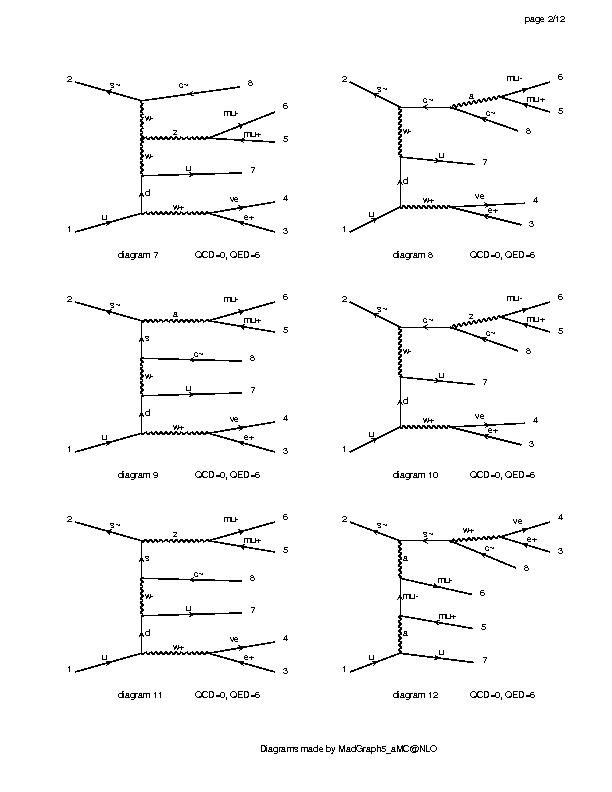 page 2/12
2 s~ c~ 8
w-
z mu- 6
mu+ 5
w-
u 7
d
u w+ ve 4
1 e+ 3
diagram 7 QCD=0, QED=6
2 s~ c~ a mu- 6
mu+ 5
c~ 8
w-
u 7
d
u w+ ve 4
1 e+ 3
diagram 8 QCD=0, QED=6
2 s~ a mu- 6
mu+ 5
s
c~ 8
w-
u 7
d
u w+ ve 4
1 e+ 3
diagram 9 QCD=0, QED=6
2 s~ c~ z mu- 6
mu+ 5
c~ 8
w-
u 7
d
u w+ ve 4
1 e+ 3
diagram 10 QCD=0, QED=6
2 s~ z mu- 6
mu+ 5
s
c~ 8
w-
u 7
d
u w+ ve 4
1 e+ 3
diagram 11 QCD=0, QED=6
2 s~ s~ w+ ve 4
e+ 3
c~ 8
a
mu- 6
mu-
mu+ 5
a
1 u u 7
diagram 12 QCD=0, QED=6
Diagrams made by MadGraph5_aMC@NLO